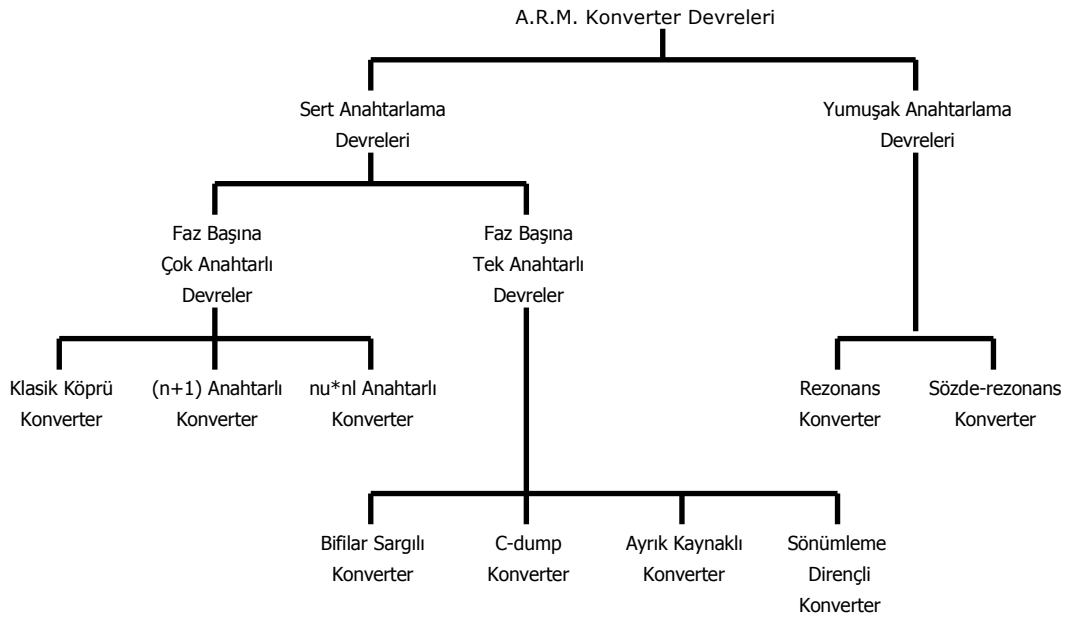 A.R.M. Konverter Devreleri
Sert Anahtarlama
Devreleri
Yumuşak Anahtarlama
Devreleri
Faz Başına
Çok Anahtarlı
Devreler
Faz Başına
Tek Anahtarlı
Devreler
Klasik Köprü
Konverter
(n+1) Anahtarlı
Konverter
nu*nl Anahtarlı
Konverter
Rezonans
Konverter
Sözde-rezonans
Konverter
Bifilar Sargılı
Konverter
C-dump
Konverter
Ayrık Kaynaklı
Konverter
Sönümleme
Dirençli
Konverter